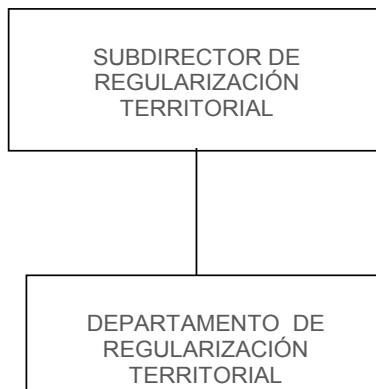 SUBDIRECTOR DE
REGULARIZACIÓN
TERRITORIAL
DEPARTAMENTO DE
REGULARIZACIÓN
TERRITORIAL